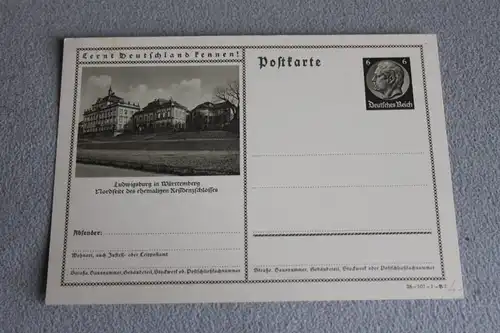 Lernt Deutschland kennen!
Postkarte
6 6
Deutsches Reich
Ludwigsburg in Württemberg
Nordseite des ehemaligen Residenzschlosses
Absender:
Wohnort, auch Zustell- oder Leitpostamt
Straße, Hausnummer, Gebäudeteil, Stockwerk od. Postschließfachnummer
Straße, Hausnummer, Gebäudeteil, Stockwerk oder Postschließfachnummer